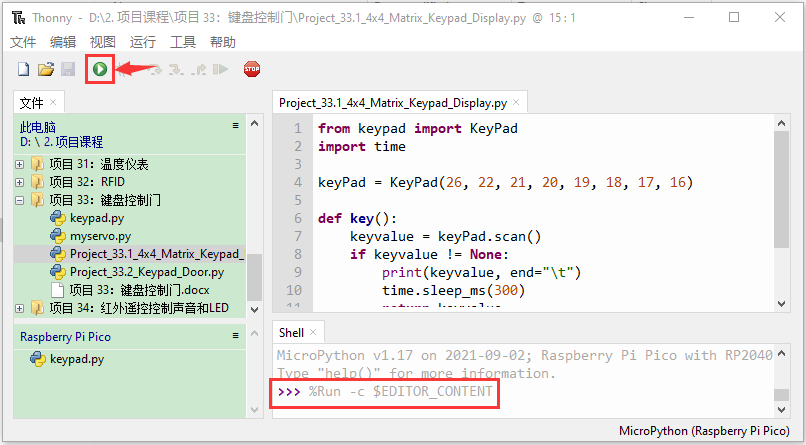 Thonny - D:\2. 项目课程\项目 33：键盘控制门\Project_33.1_4x4_Matrix_Keypad_Display.py @ 15 : 1
文件 编辑 视图 运行 工具 帮助
STOP
文件
此电脑
D: \ 2. 项目课程
项目 31：温度仪表
项目 32：RFID
项目 33：键盘控制门
keypad.py
myservo.py
Project_33.1_4x4_Matrix_Keypad_
Project_33.2_Keypad_Door.py
项目 33：键盘控制门.docx
项目 34：红外遥控控制声音和LED
Raspberry Pi Pico
keypad.py
Project_33.1_4x4_Matrix_Keypad_Display.py
1 from keypad import KeyPad
2 import time
3
4 keyPad = KeyPad(26, 22, 21, 20, 19, 18, 17, 16)
5
6 def key():
7 keyvalue = keyPad.scan()
8 if keyvalue != None:
9 print(keyvalue, end="\t")
10 time.sleep_ms(300)
11 return keyvalue
Shell
MicroPython v1.17 on 2021-09-02; Raspberry Pi Pico with RP2040
Type "help()" for more information.
>>> %Run -c $EDITOR_CONTENT
MicroPython (Raspberry Pi Pico)